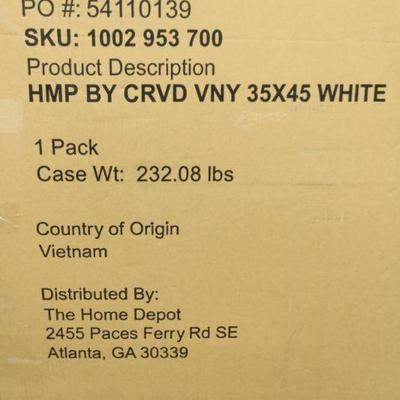 PO #: 54110139
SKU: 1002 953 700
Product Description
HMP BY CRVD VNY 35X45 WHITE
1 Pack
Case Wt: 232.08 lbs
Country of Origin
Vietnam
Distributed By:
The Home Depot
2455 Paces Ferry Rd SE
Atlanta, GA 30339